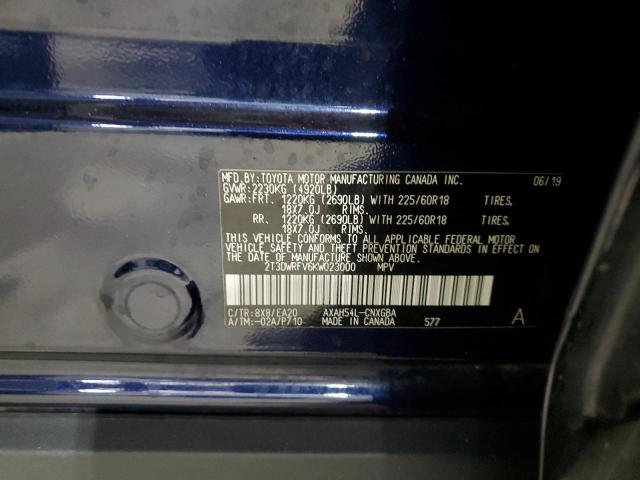 MFD. BY: TOYOTA MOTOR MANUFACTURING CANADA INC. 06/19
GVWR: 2230KG (4920LB)
GAWR: FRT. 1220KG (2690LB) WITH 225/60R18 TIRES,
18X7.0J RIMS
RR. 1220KG (2690LB) WITH 225/60R18 TIRES,
18X7.0J RIMS
THIS VEHICLE CONFORMS TO ALL APPLICABLE FEDERAL MOTOR
VEHICLE SAFETY AND THEFT PREVENTION STANDARDS IN EFFECT ON
THE DATE OF MANUFACTURE SHOWN ABOVE.
2T3DWRFV6KW023000 MPV
C/TR: 8X8/EA20 AXAH54L-CNXGBA
A/TM: -02A/P710 MADE IN CANADA 577 A